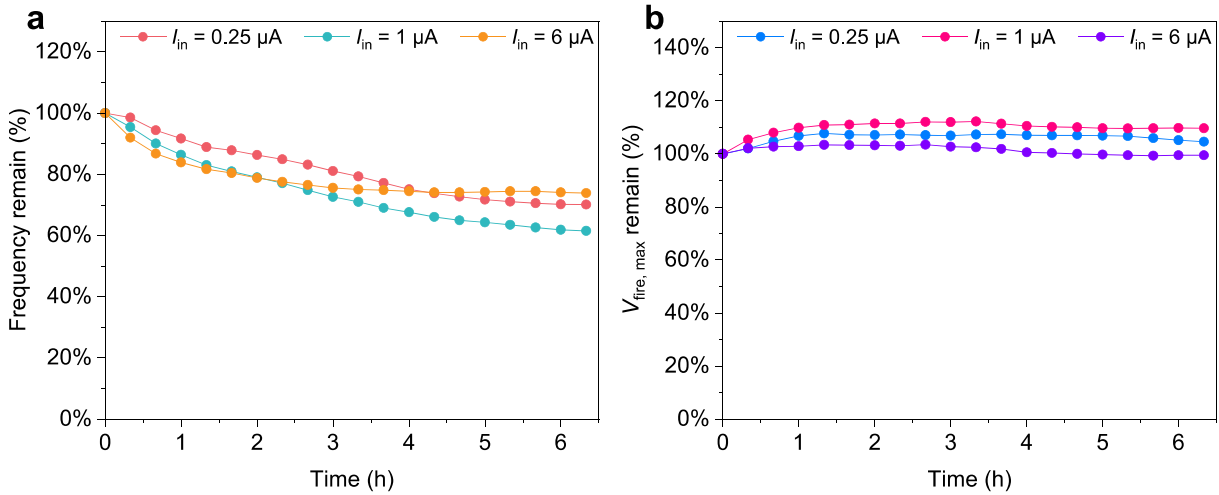 a
I_in = 0.25 μA
I_in = 1 μA
I_in = 6 μA
120%
100%
80%
60%
40%
20%
0%
0 1 2 3 4 5 6
Frequency remain (%)
Time (h)
b
I_in = 0.25 μA
I_in = 1 μA
I_in = 6 μA
140%
120%
100%
80%
60%
40%
20%
0%
0 1 2 3 4 5 6
V_fire, max remain (%)
Time (h)